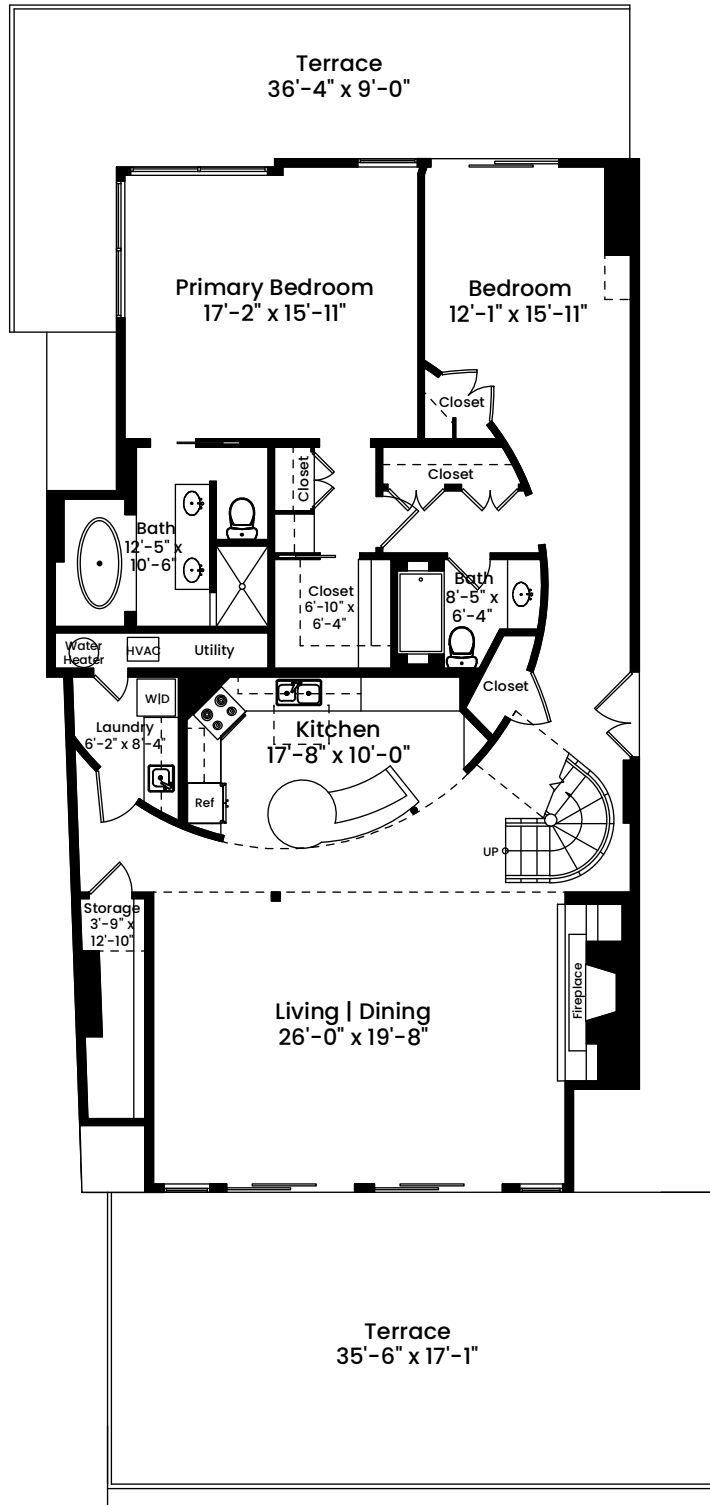 Terrace
36'-4" x 9'-0"
Primary Bedroom
17'-2" x 15'-11"
Bedroom
12'-1" x 15'-11"
Closet
Closet
Closet
Bath
12'-5" x
10'-6"
Closet
6'-10" x
6'-4"
Bath
8'-5" x
6'-4"
Water
Heater
HVAC
Utility
Closet
W|D
Laundry
6'-2" x 8'-4"
Kitchen
17'-8" x 10'-0"
Ref
UP
Storage
3'-9" x
12'-10"
Fireplace
Living | Dining
26'-0" x 19'-8"
Terrace
35'-6" x 17'-1"